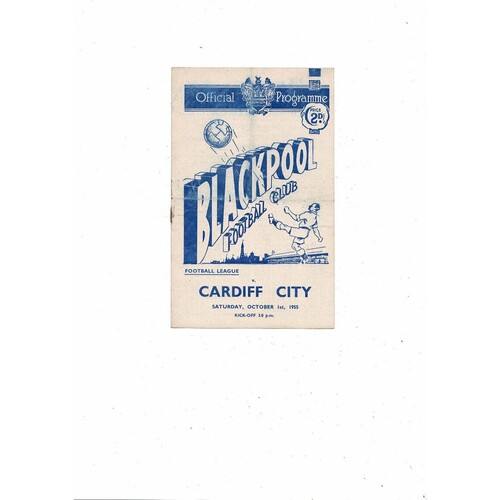 Official Programme
PRICE
2D.
BLACKPOOL
FOOTBALL CLUB
FOOTBALL LEAGUE
v.
CARDIFF CITY
SATURDAY, OCTOBER 1st, 1955
KICK-OFF 3.0 p.m.